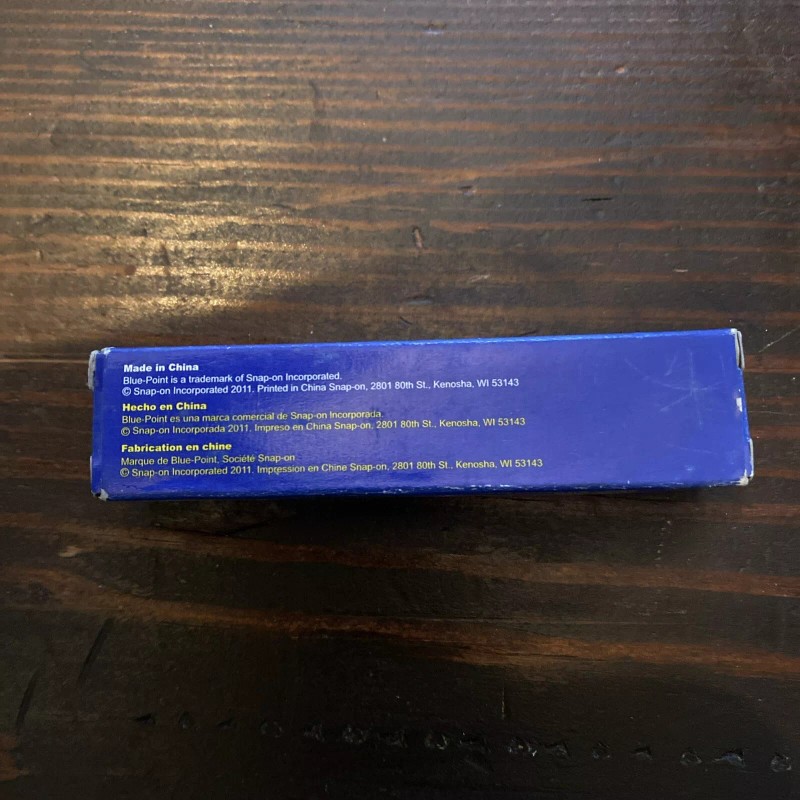 Made in China
Blue-Point is a trademark of Snap-on Incorporated.
© Snap-on Incorporated 2011. Printed in China Snap-on, 2801 80th St., Kenosha, WI 53143
Hecho en China
Blue-Point es una marca comercial de Snap-on Incorporada.
© Snap-on Incorporada 2011. Impreso en China Snap-on, 2801 80th St., Kenosha, WI 53143
Fabrication en chine
Marque de Blue-Point, Société Snap-on
© Snap-on Incorporated 2011. Impression en Chine Snap-on, 2801 80th St., Kenosha, WI 53143